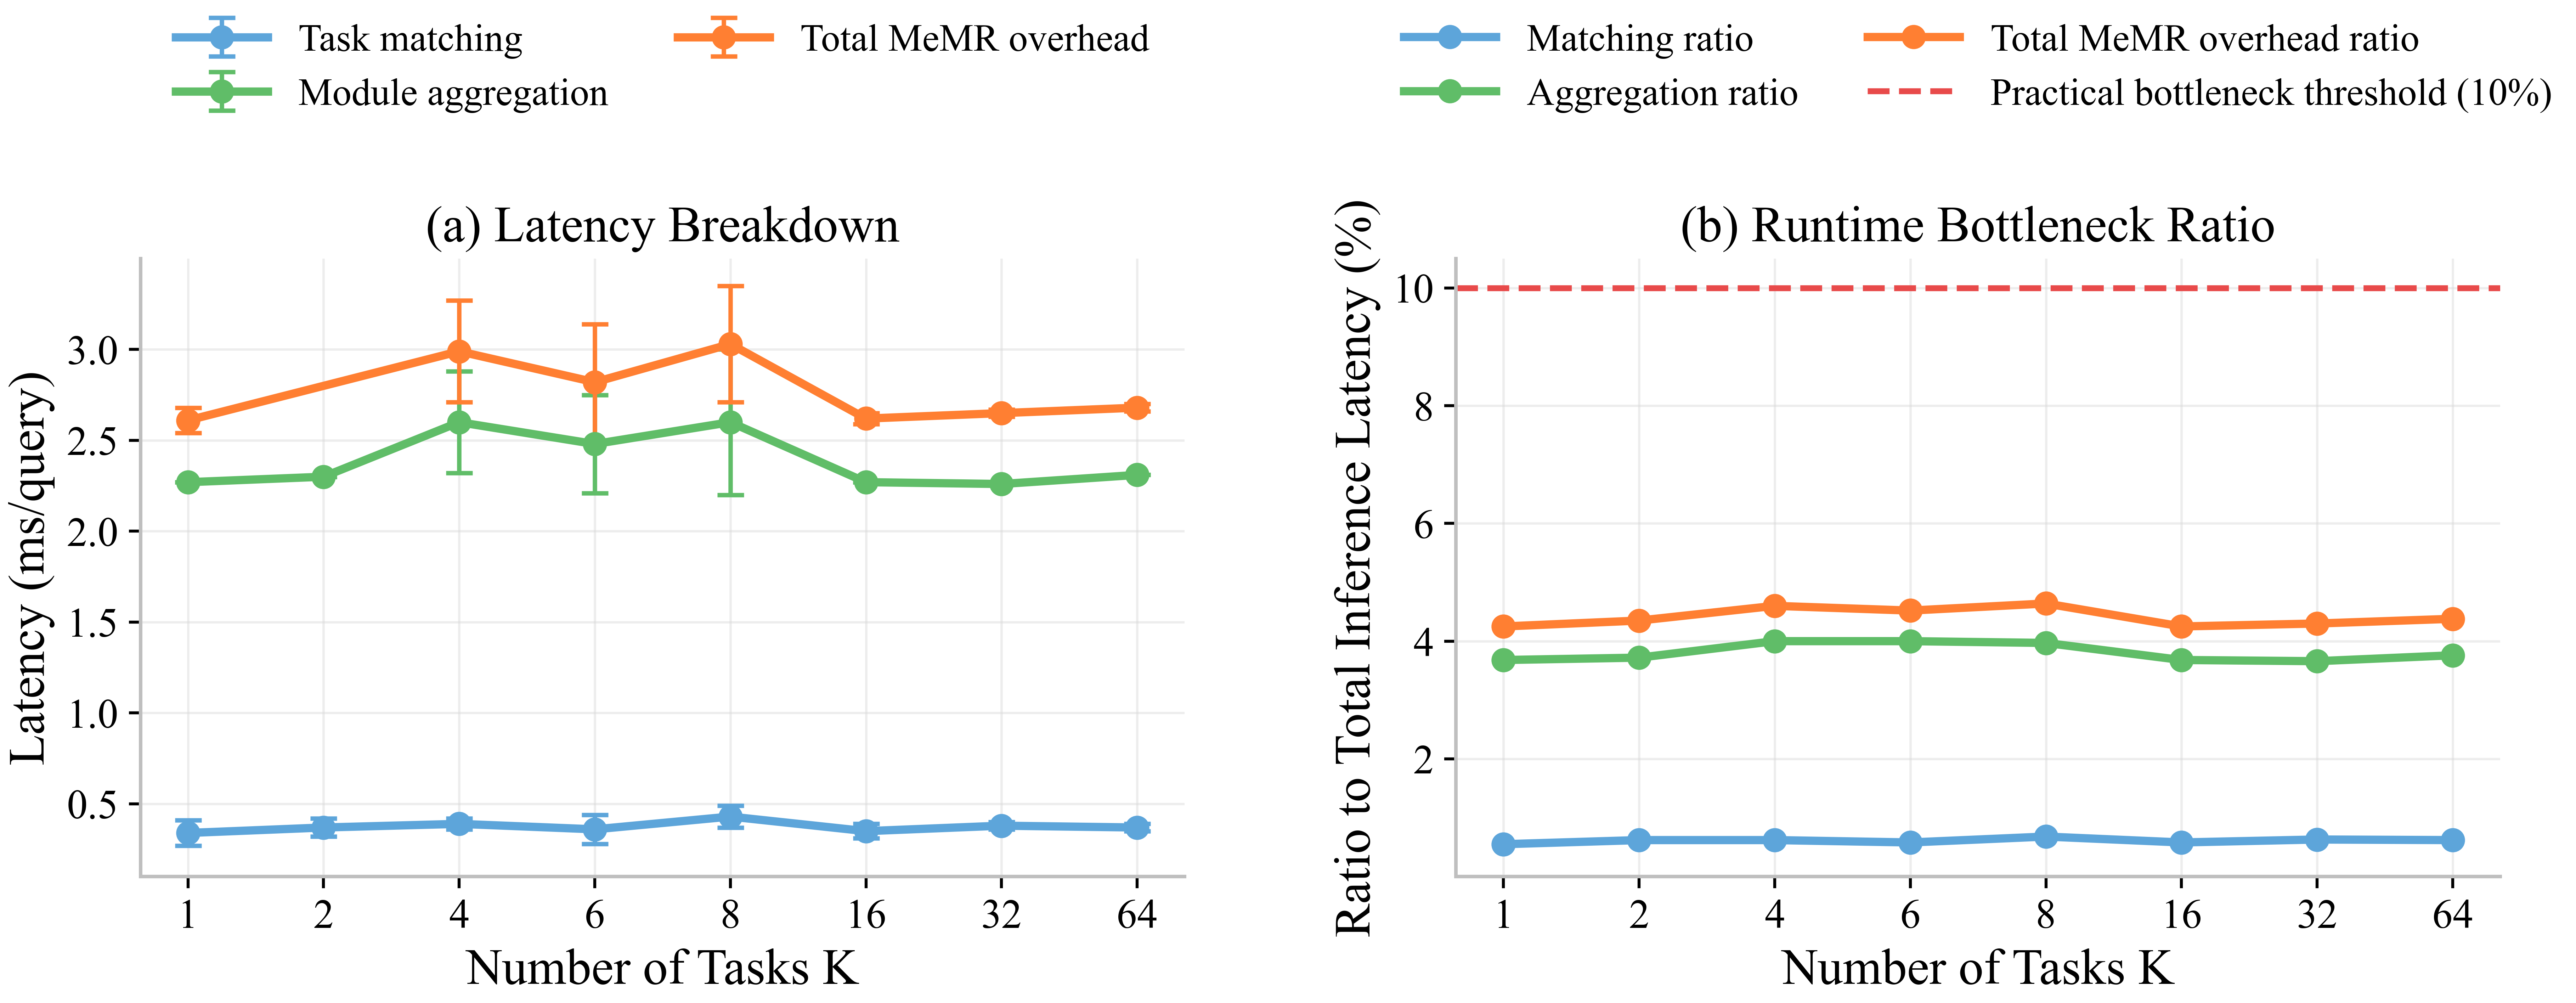 Task matching
Module aggregation
Total MeMR overhead
Matching ratio
Aggregation ratio
Total MeMR overhead ratio
Practical bottleneck threshold (10%)
(a) Latency Breakdown
Latency (ms/query)
3.0
2.5
2.0
1.5
1.0
0.5
1 2 4 6 8 16 32 64
Number of Tasks K
(b) Runtime Bottleneck Ratio
Ratio to Total Inference Latency (%)
10
8
6
4
2
1 2 4 6 8 16 32 64
Number of Tasks K